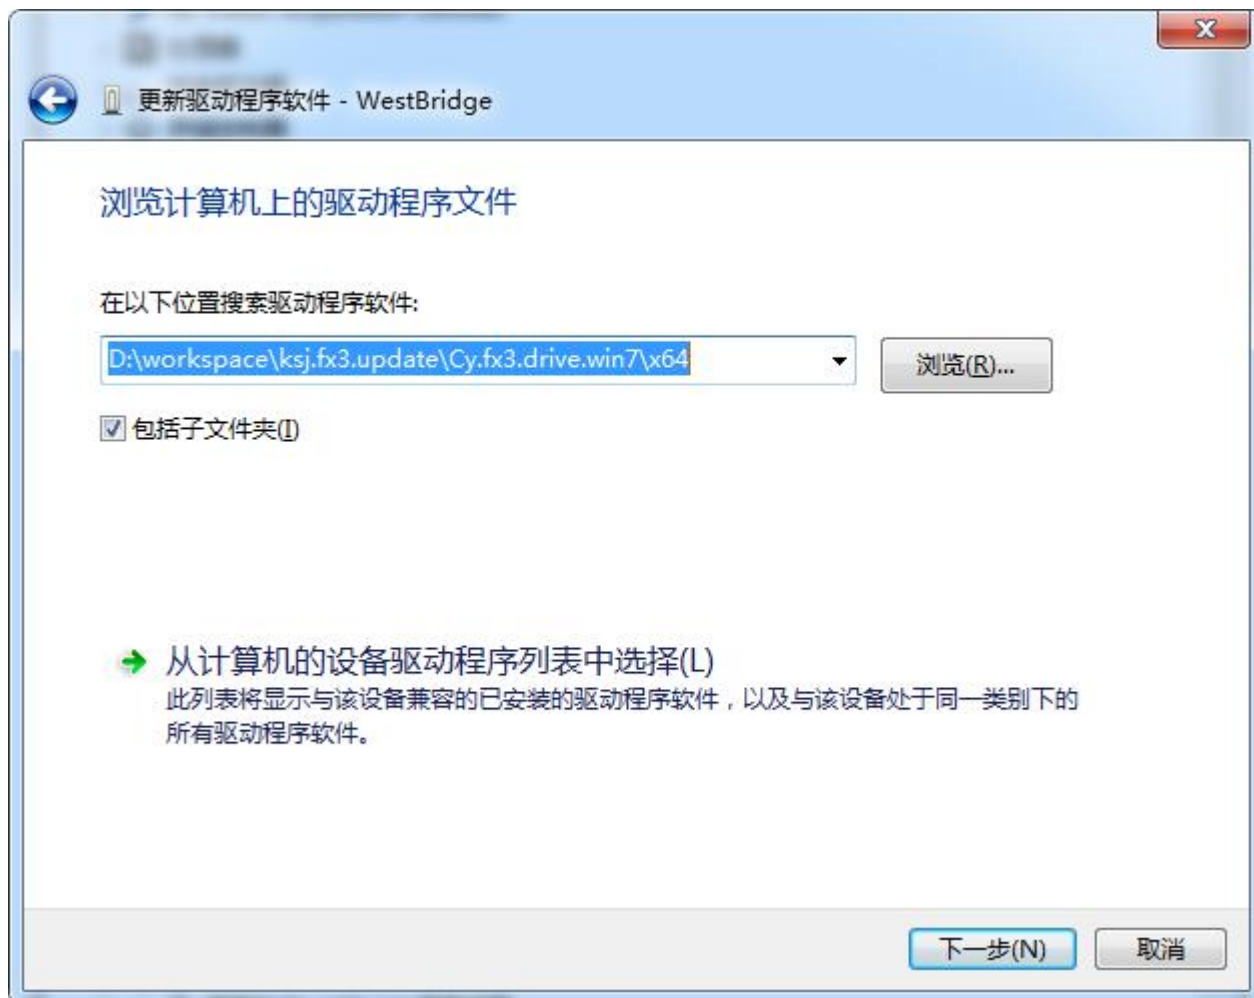 更新驱动程序软件 - WestBridge
浏览计算机上的驱动程序文件
在以下位置搜索驱动程序软件:
D:\workspace\ksj.fx3.update\Cy.fx3.drive.win7\x64
浏览(R)...
包括子文件夹(I)
从计算机的设备驱动程序列表中选择(L)
此列表将显示与该设备兼容的已安装的驱动程序软件，以及与该设备处于同一类别下的
所有驱动程序软件。
下一步(N)
取消